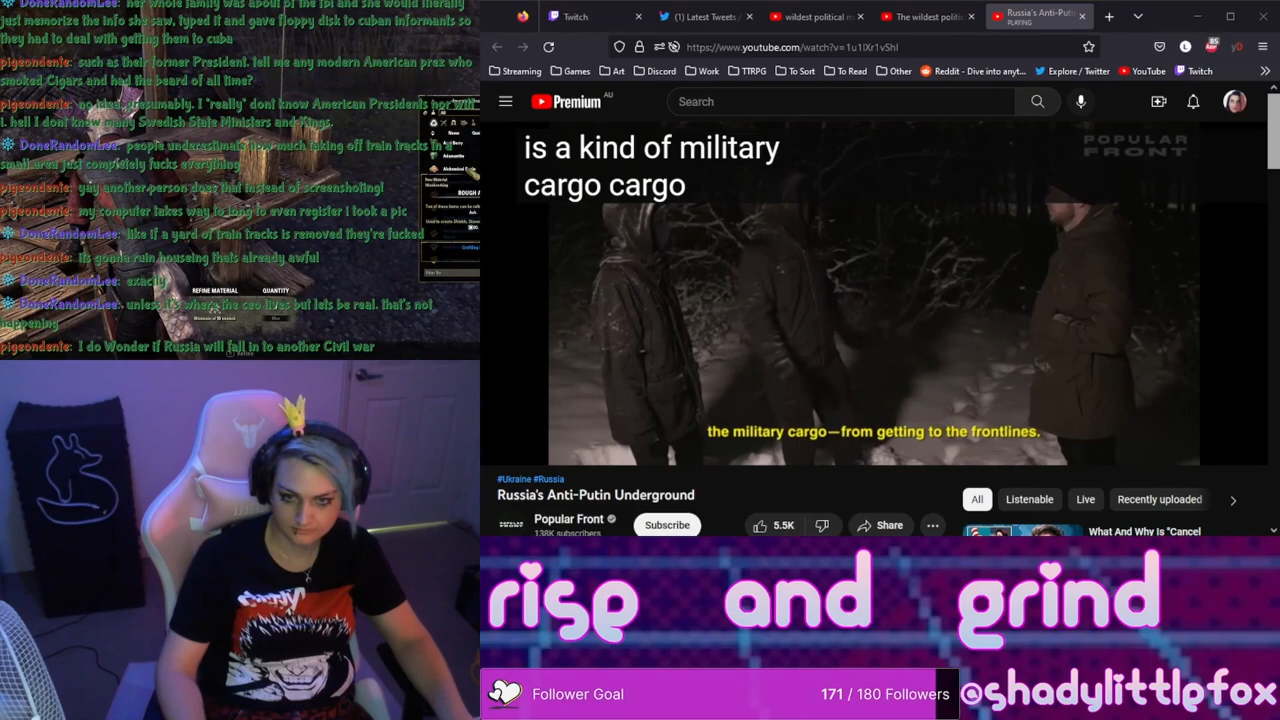 DoneRandomLee: her whole family was about of the fbi and she would literally
just memorize the info she saw, typed it and gave floppy disk to cuban informants so
they had to deal with getting them to cuba
pigeondente: such as their former President. tell me any modern American prez who
smoked Cigars and had the beard of all time?
pigeondente: no idea, presumably. I *really* dont know American Presidents nor will
i. hell I dont know many Swedish State Ministers and Kings.
DoneRandomLee: people underestimate how much taking off train tracks in a
small area just completely fucks everything
pigeondente: yay another person does that instead of screensholing!
pigeondente: my computer takes way to long to even register i took a pic
DoneRandomLee: like if a yard of train tracks is removed they're fucked
pigeondente: its gonna ruin houseing thats already awful
DoneRandomLee: exactly
DoneRandomLee: unless it's where the ceo lives but lets be real. that's not
happening
pigeondente: I do Wonder if Russia will fall in to another Civil war
REFINE MATERIAL
QUANTITY
Twitch
(1) Latest Tweets /
wildest political m
The wildest politic
Russia's Anti-Putin
PLAYING
https://www.youtube.com/watch?v=1u1lXr1vShI
85
Streaming
Games
Art
Discord
Work
TTRPG
To Sort
To Read
Other
Reddit - Dive into anyt...
Explore / Twitter
YouTube
Twitch
Premium
AU
Search
POPULAR
FRONT
is a kind of military
cargo cargo
the military cargo—from getting to the frontlines.
#Ukraine #Russia
Russia's Anti-Putin Underground
Popular Front
138K subscribers
Subscribe
5.5K
Share
All
Listenable
Live
Recently uploaded
What And Why Is "Cancel
rise and grind
Follower Goal
171 / 180 Followers
@shadylittlefox